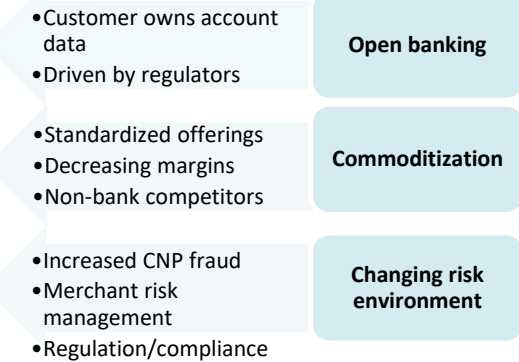 •Customer owns account
data
•Driven by regulators
Open banking
•Standardized offerings
•Decreasing margins
•Non-bank competitors
Commoditization
•Increased CNP fraud
•Merchant risk
management
•Regulation/compliance
Changing risk
environment